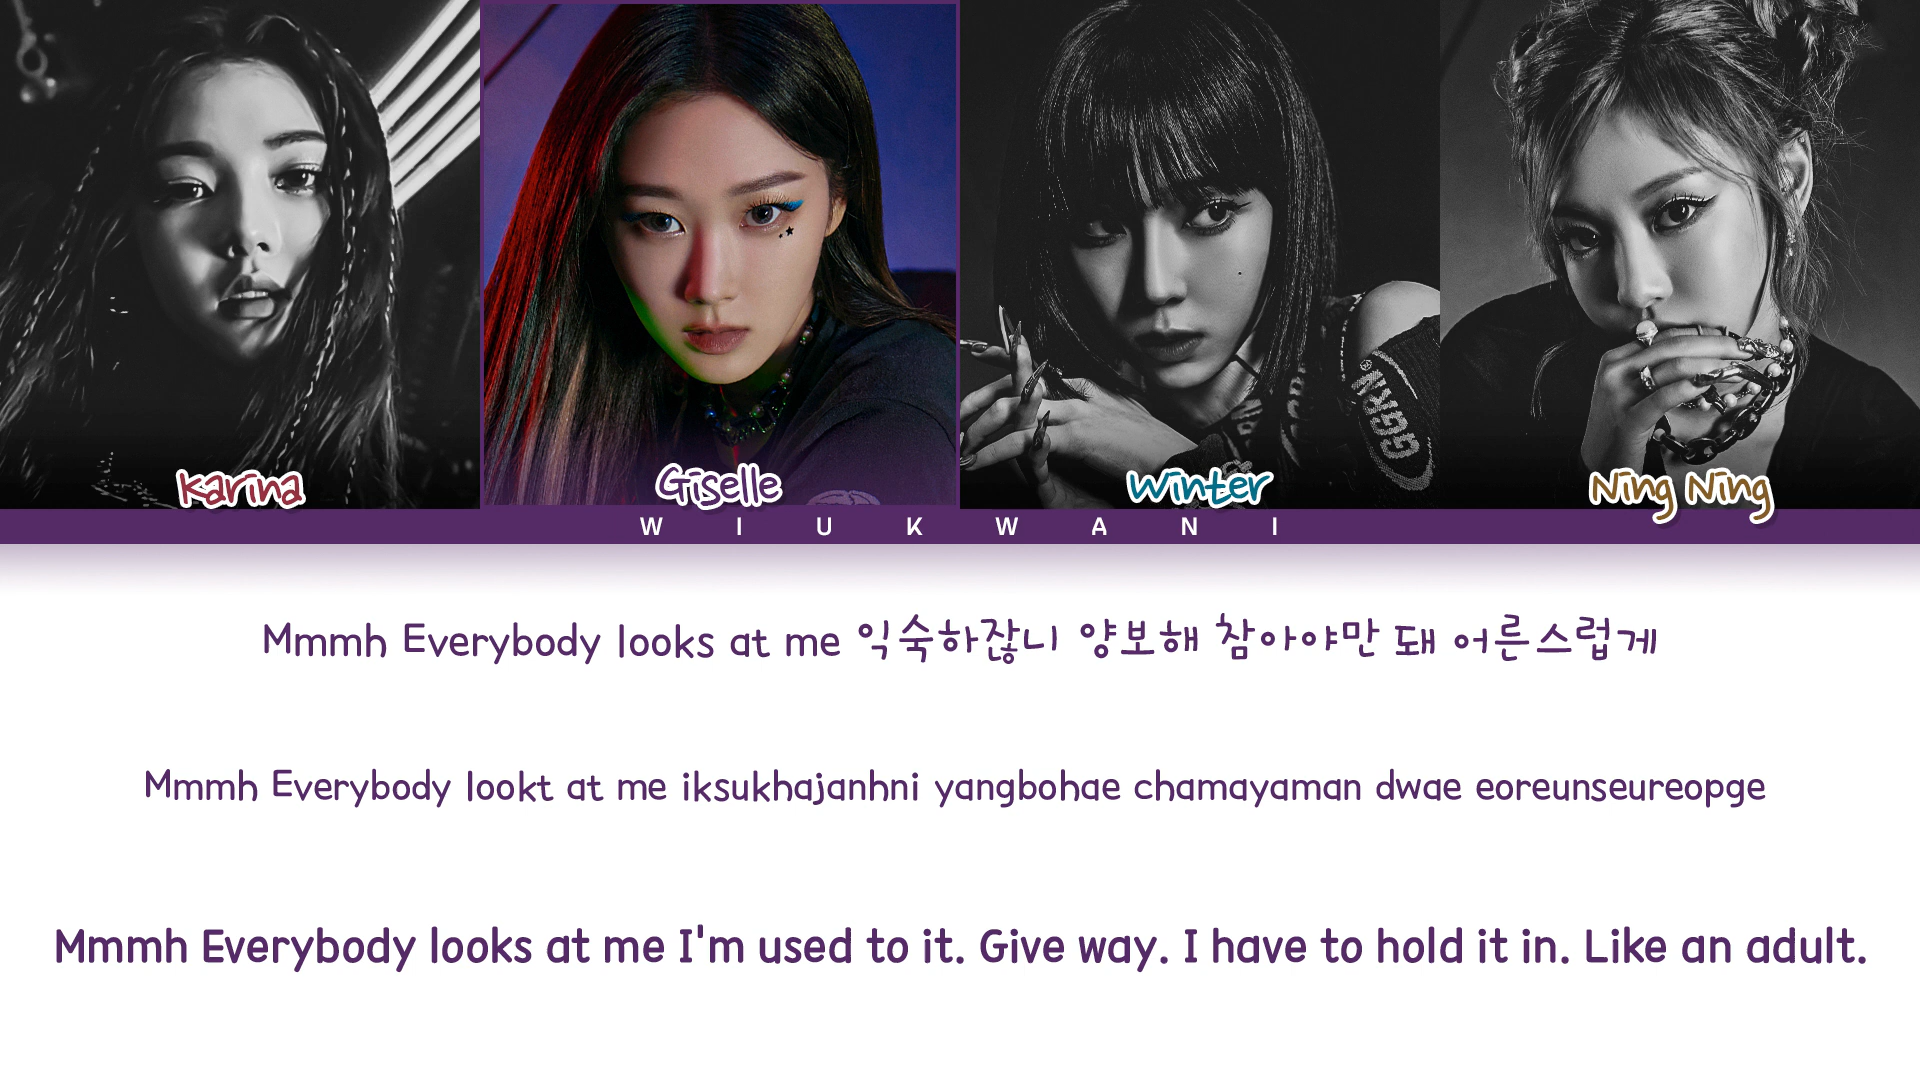 Karina
Giselle
Winter
Ning Ning
W I U K W A N I
Mmmh Everybody looks at me 익숙하잖니 양보해 참아야만 돼 어른스럽게
Mmmh Everybody lookt at me iksukhajanhni yangbohae chamayaman dwae eoreunseureopge
Mmmh Everybody looks at me I'm used to it. Give way. I have to hold it in. Like an adult.